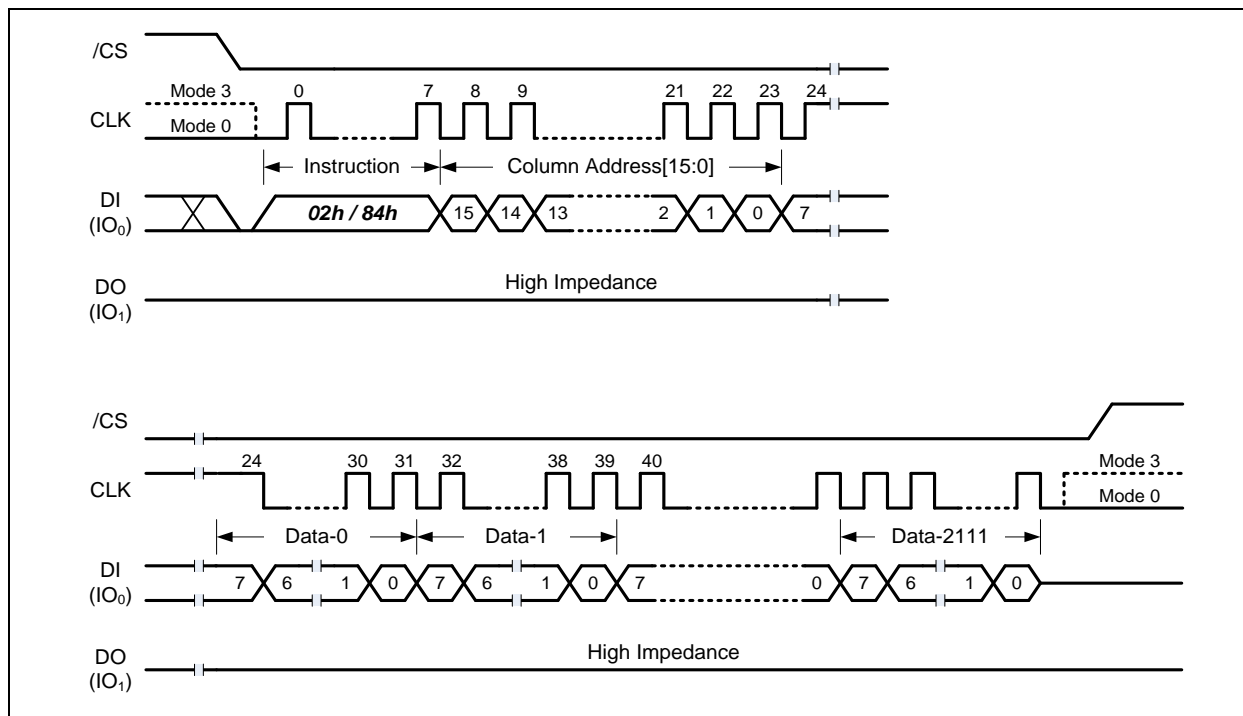 /CS
Mode 3 0 7 8 9 21 22 23 24
CLK
Mode 0
Instruction Column Address[15:0]
DI
(IO0)
02h / 84h 15 14 13 2 1 0 7
High Impedance
DO
(IO1)
/CS
24 30 31 32 38 39 40 Mode 3
CLK
Mode 0
Data-0 Data-1 Data-2111
DI
(IO0)
7 6 1 0 7 6 1 0 7 0 7 6 1 0
High Impedance
DO
(IO1)